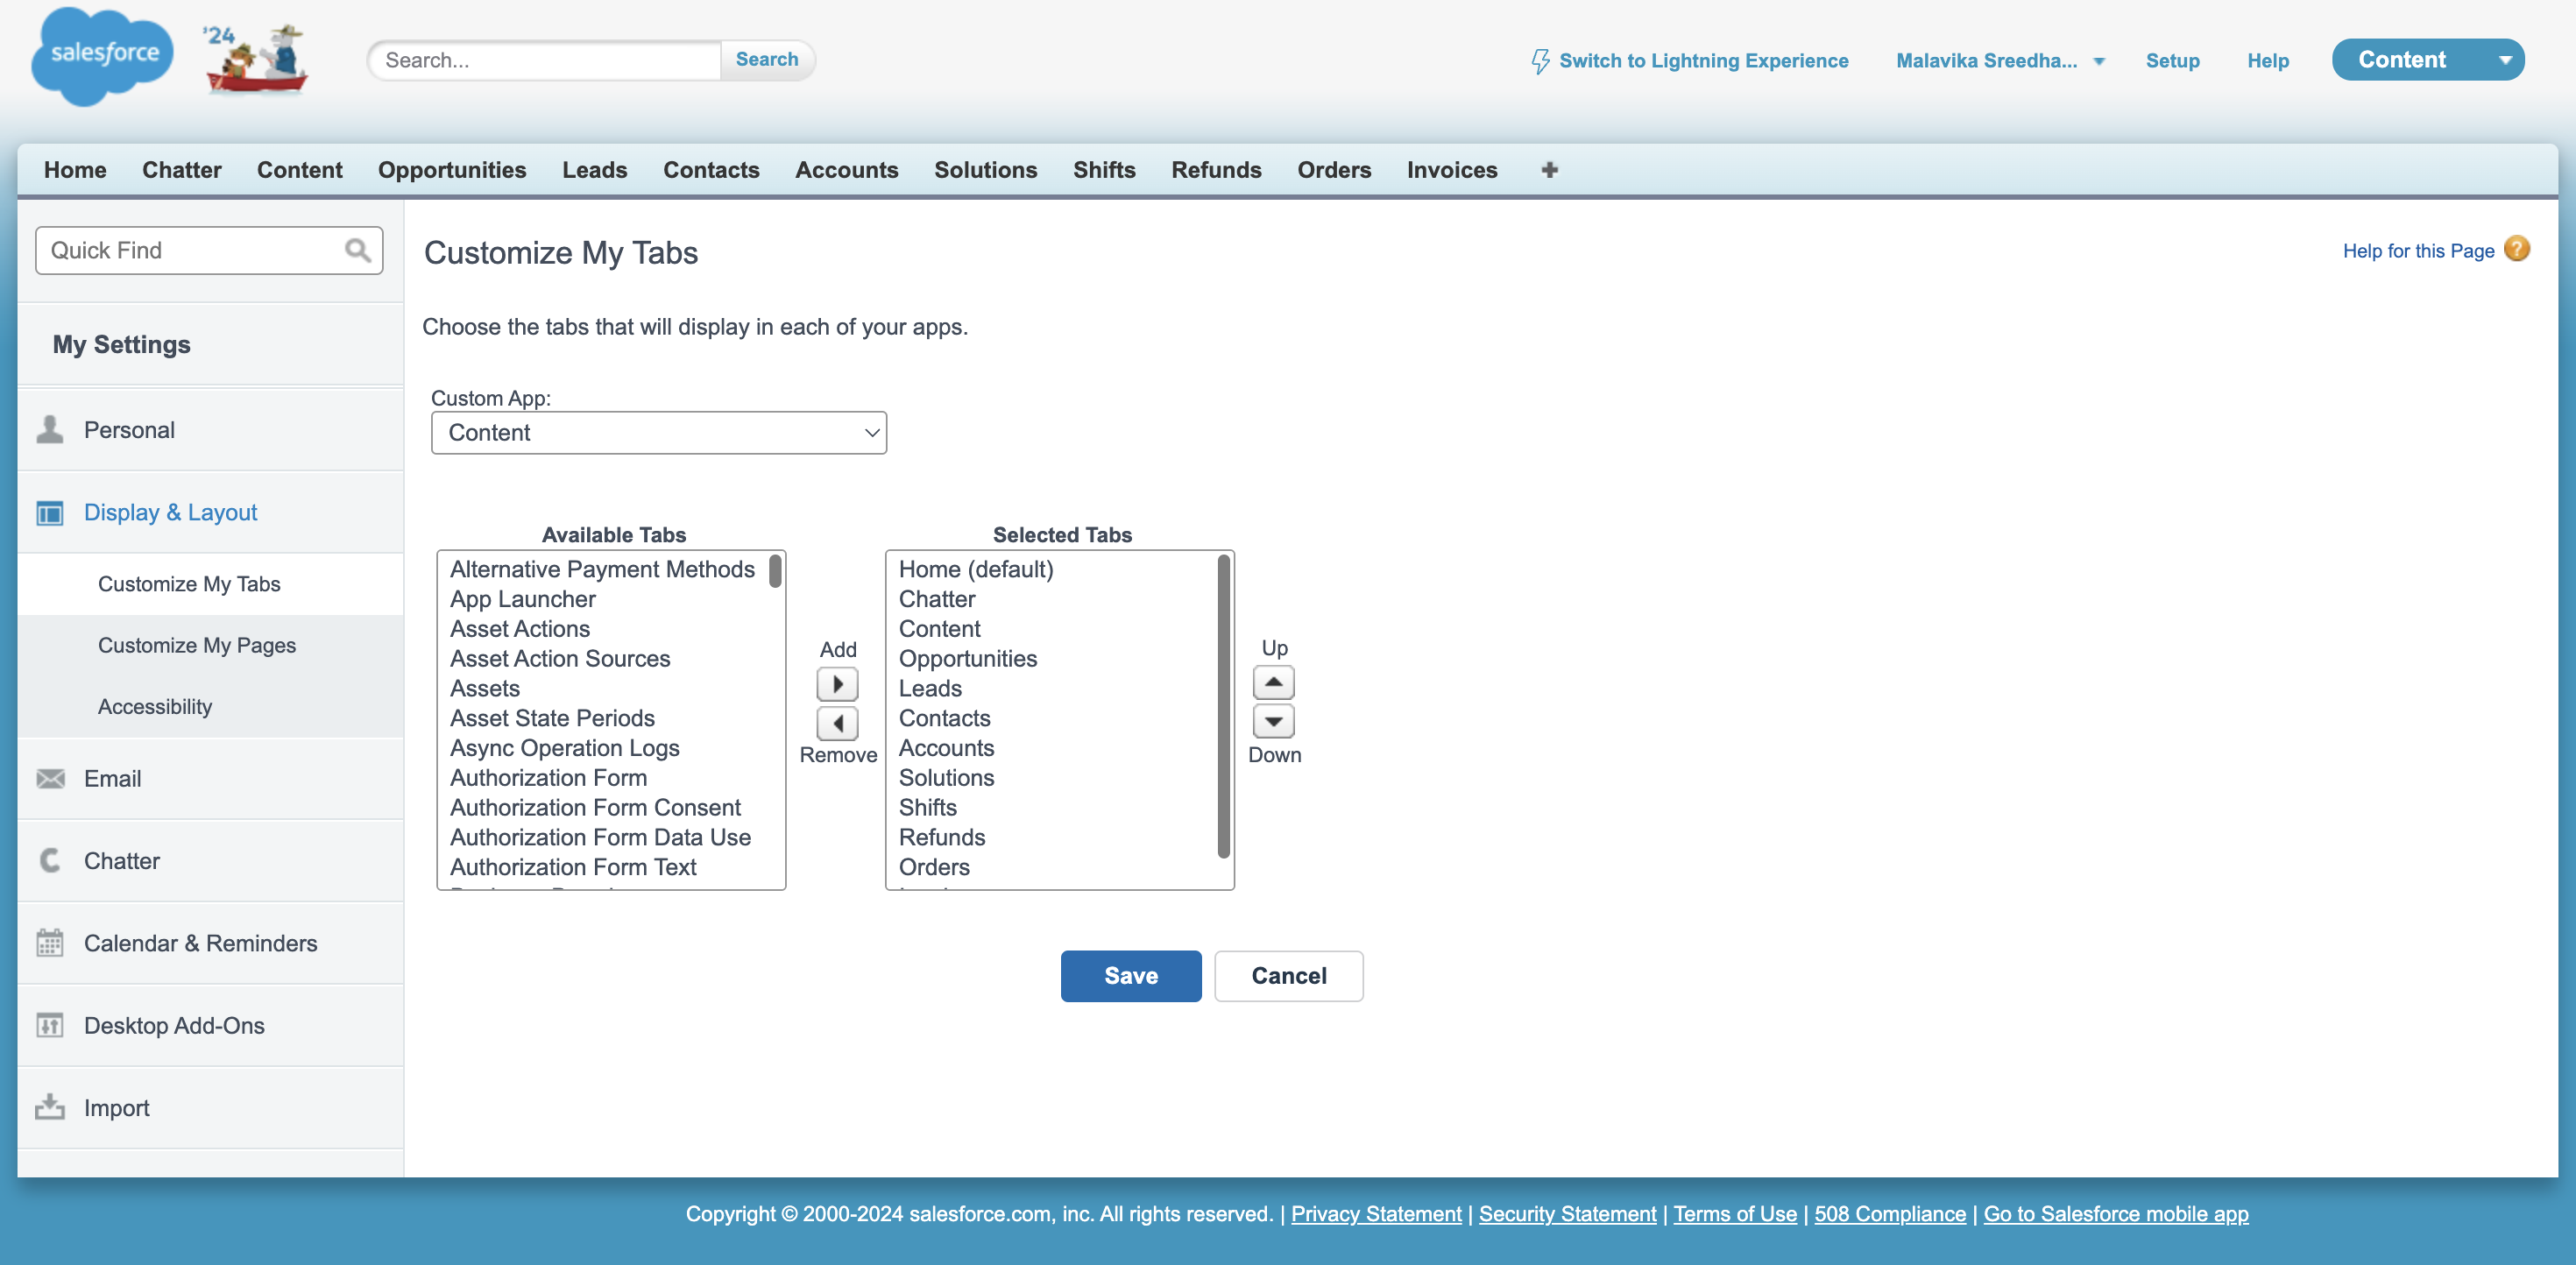 salesforce
'24
Search...
Search
Switch to Lightning Experience
Malavika Sreedha...
Setup
Help
Content
Home
Chatter
Content
Opportunities
Leads
Contacts
Accounts
Solutions
Shifts
Refunds
Orders
Invoices
Quick Find
My Settings
Personal
Display & Layout
Customize My Tabs
Customize My Pages
Accessibility
Email
Chatter
Calendar & Reminders
Desktop Add-Ons
Import
Customize My Tabs
Help for this Page
Choose the tabs that will display in each of your apps.
Custom App:
Content
Available Tabs
Alternative Payment Methods
App Launcher
Asset Actions
Asset Action Sources
Assets
Asset State Periods
Async Operation Logs
Authorization Form
Authorization Form Consent
Authorization Form Data Use
Authorization Form Text
Add
Remove
Selected Tabs
Home (default)
Chatter
Content
Opportunities
Leads
Contacts
Accounts
Solutions
Shifts
Refunds
Orders
Up
Down
Save
Cancel
Copyright © 2000-2024 salesforce.com, inc. All rights reserved. | Privacy Statement | Security Statement | Terms of Use | 508 Compliance | Go to Salesforce mobile app